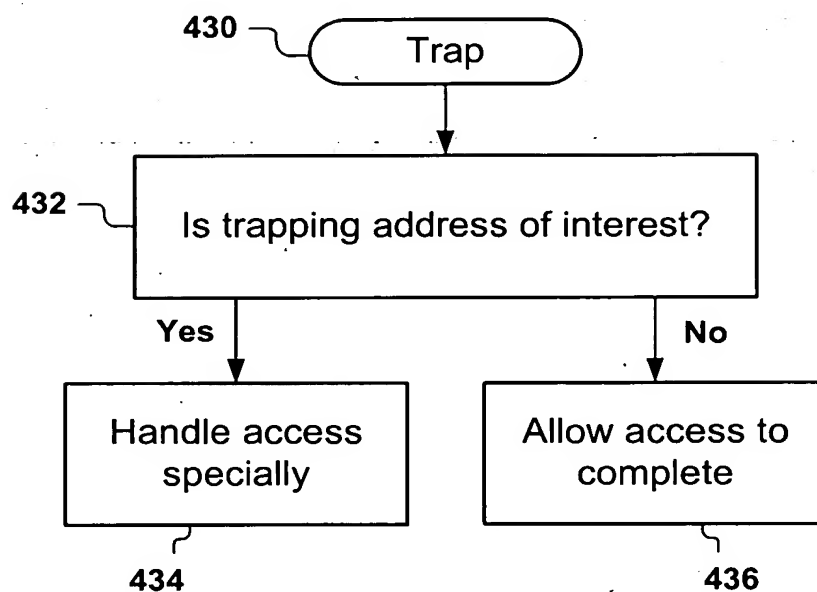 430
Trap
432
Is trapping address of interest?
Yes
No
Handle access
specially
Allow access to
complete
434
436